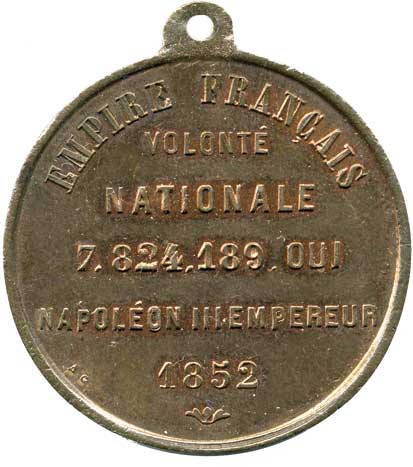 EMPIRE FRANÇAIS
VOLONTÉ
NATIONALE
7.824.189. OUI
NAPOLÉON III.EMPEREUR
1852
A C